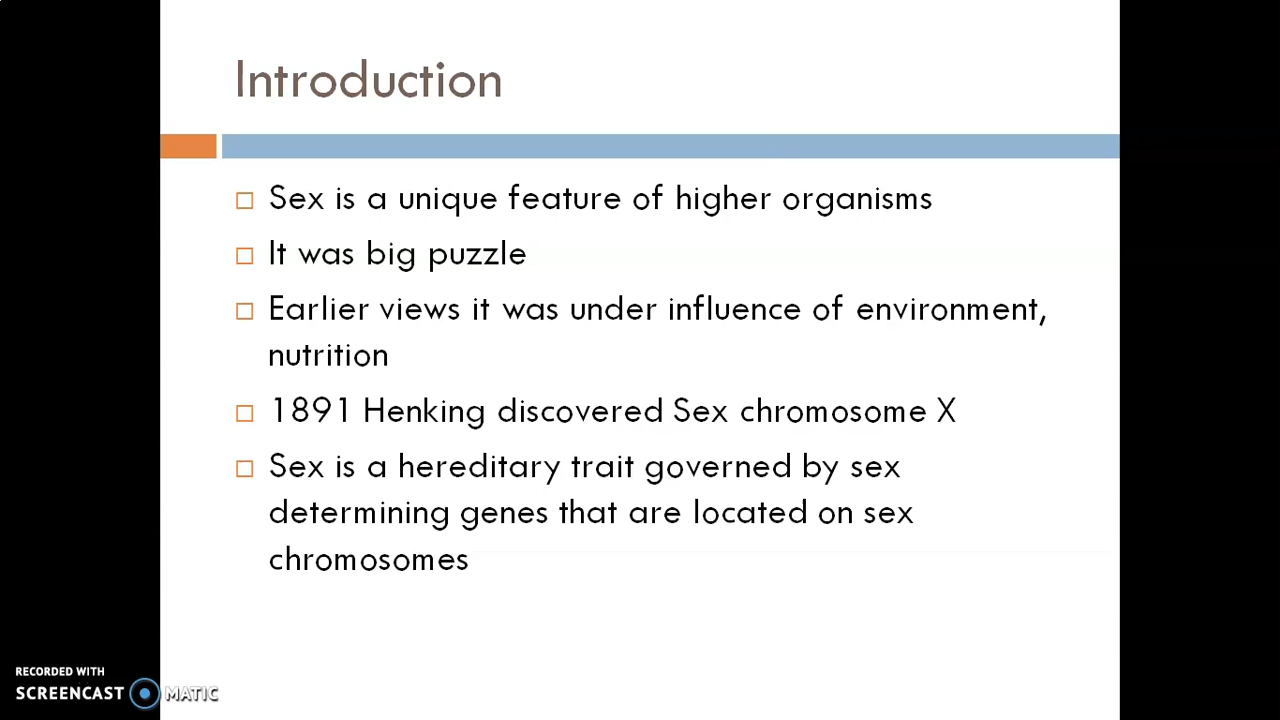 Introduction
Sex is a unique feature of higher organisms
It was big puzzle
Earlier views it was under influence of environment,
nutrition
1891 Henking discovered Sex chromosome X
Sex is a hereditary trait governed by sex
determining genes that are located on sex
chromosomes
RECORDED WITH
SCREENCAST MATIC